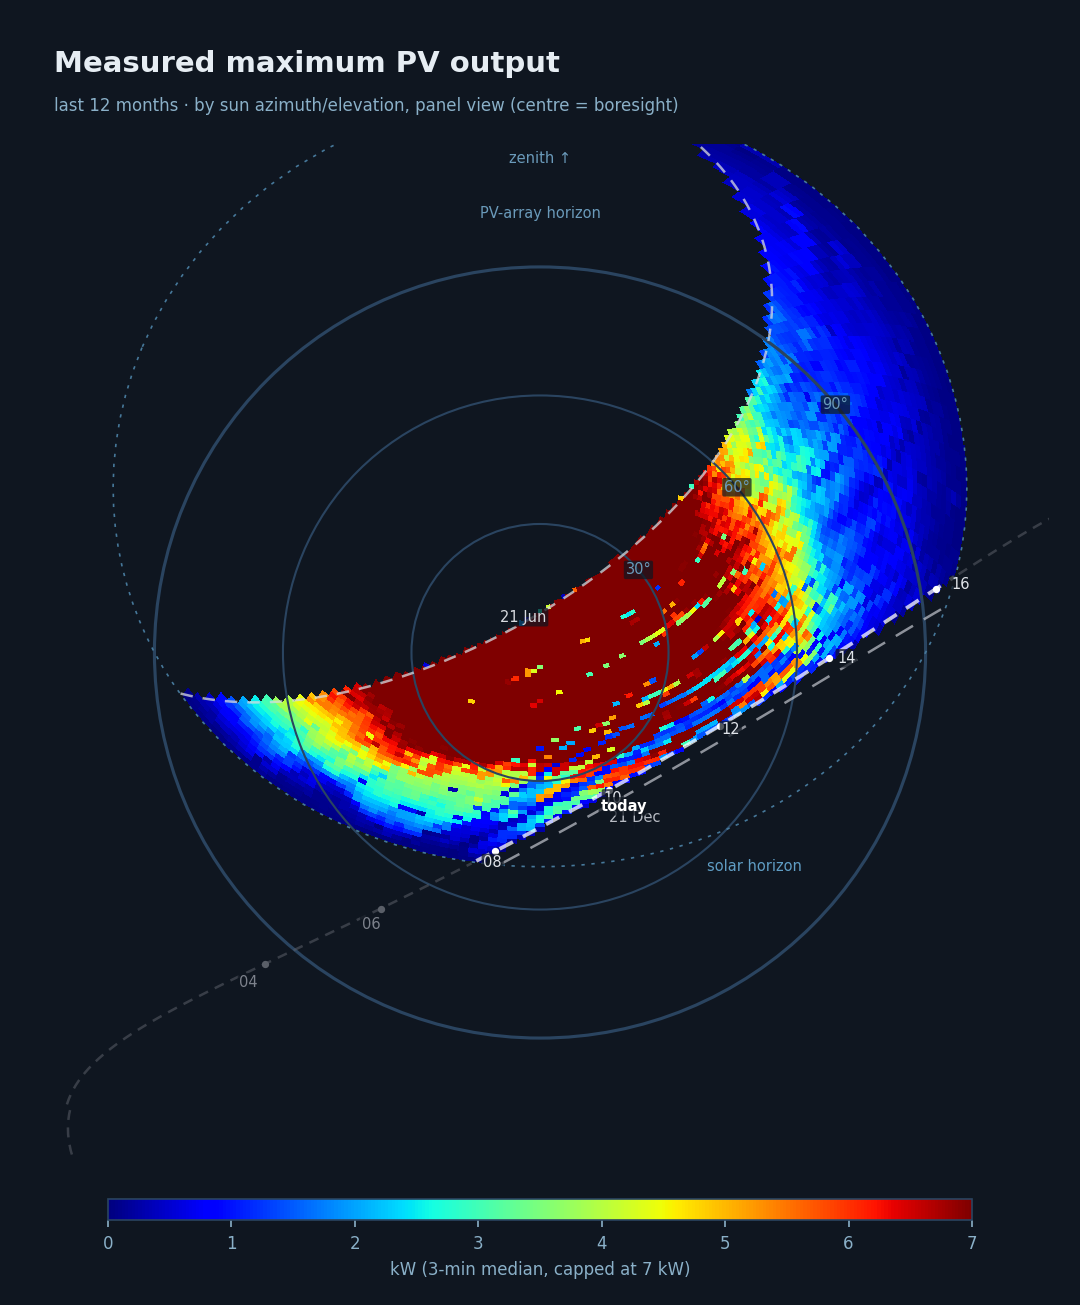 Measured maximum PV output
last 12 months · by sun azimuth/elevation, panel view (centre = boresight)
zenith ↑
PV-array horizon
90°
60°
30°
21 Jun
16
14
12
10
today
21 Dec
08
solar horizon
06
04
0 1 2 3 4 5 6 7
kW (3-min median, capped at 7 kW)